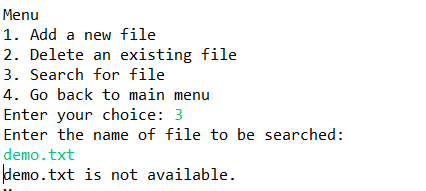 Menu
1. Add a new file
2. Delete an existing file
3. Search for file
4. Go back to main menu
Enter your choice: 3
Enter the name of file to be searched:
demo.txt
demo.txt is not available.